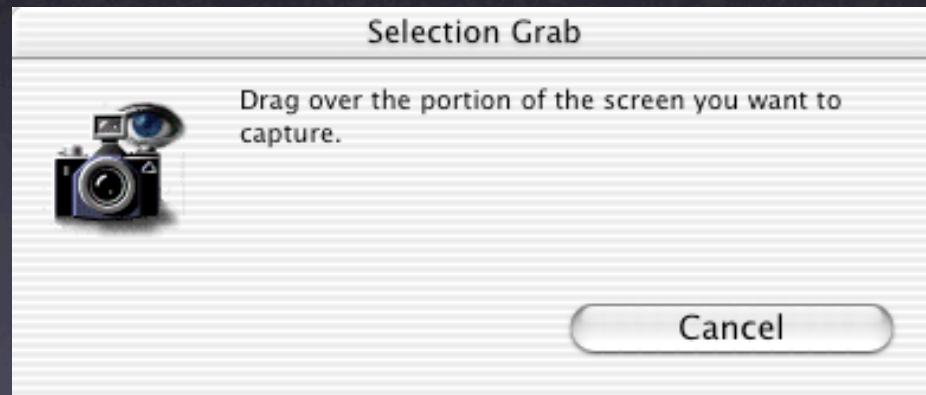 Selection Grab
Drag over the portion of the screen you want to
capture.
Cancel